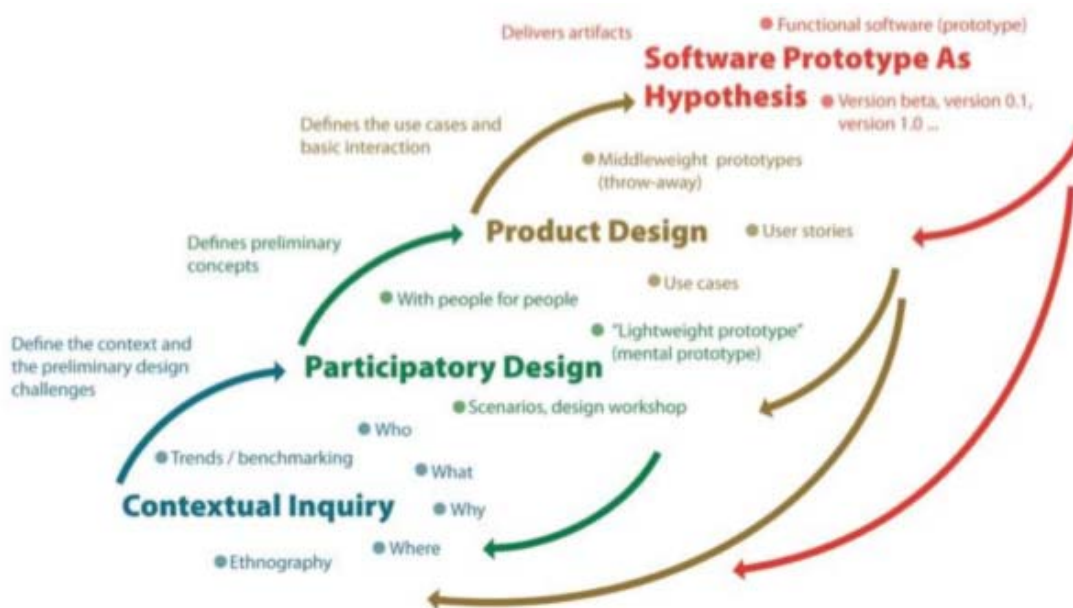 Delivers artifacts
Functional software (prototype)
Software Prototype As
Hypothesis
Version beta, version 0.1,
version 1.0 ...
Defines the use cases and
basic interaction
Middleweight prototypes
(throw-away)
Product Design
User stories
Defines preliminary
concepts
Use cases
With people for people
"Lightweight prototype"
(mental prototype)
Define the context and
the preliminary design
challenges
Participatory Design
Scenarios, design workshop
Who
Trends / benchmarking
What
Contextual Inquiry
Why
Where
Ethnography